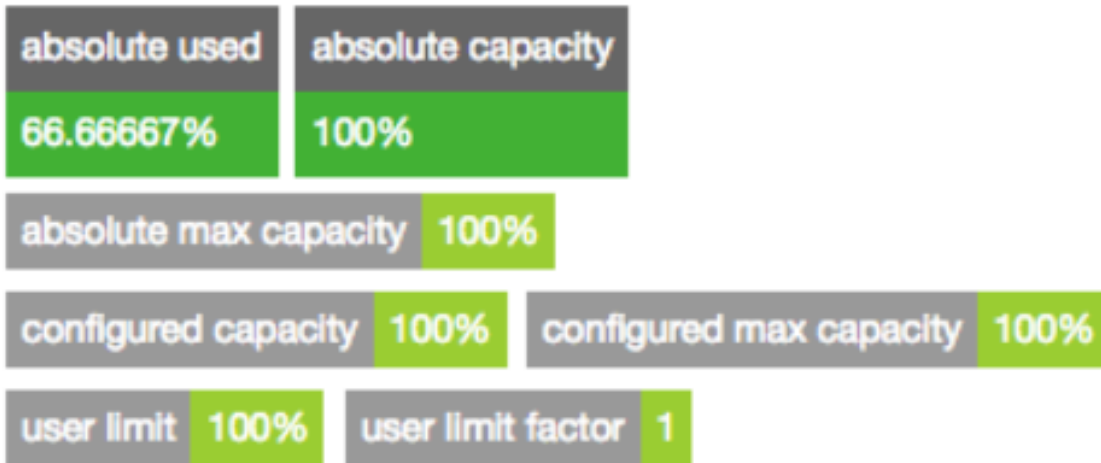 absolute used absolute capacity
66.66667% 100%
absolute max capacity 100%
configured capacity 100% configured max capacity 100%
user limit 100% user limit factor 1